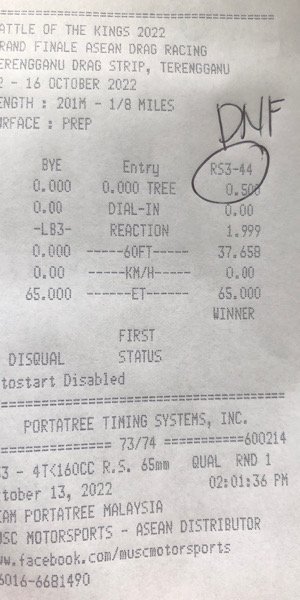 ATTLE OF THE KINGS 2022
RAND FINALE ASEAN DRAG RACING
ERENGGANU DRAG STRIP, TERENGGANU
- 16 OCTOBER 2022
ENGTH : 201M - 1/8 MILES
URFACE : PREP
DNF
BYE Entry RS3-44
0.000 0.000 TREE 0.500
0.00 DIAL-IN 0.00
-LB3- REACTION 1.999
0.000 -----60FT----- 37.658
0.00 -----KM/H----- 0.00
65.000 ------ET------ 65.000
WINNER
FIRST
DISQUAL STATUS
tostart Disabled
PORTATREE TIMING SYSTEMS, INC.
============= 73/74 ===========600214
3 - 4T<160CC R.S. 65mm QUAL RND 1
tober 13, 2022 02:01:36 PM
AM PORTATREE MALAYSIA
USC MOTORSPORTS - ASEAN DISTRIBUTOR
w.facebook.com/muscmotorsports
6016-6681490